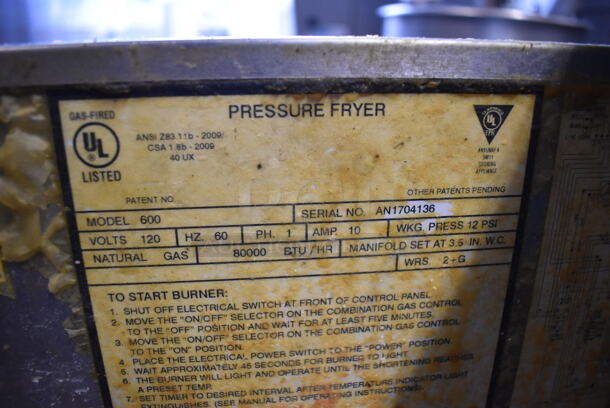 GAS-FIRED
UL
LISTED
ANSI Z83.11b - 2009/
CSA 1.8b - 2009
40 UX
PRESSURE FRYER
UL
PATENT NO.
OTHER PATENTS PENDING
MODEL 600
SERIAL NO. AN1704136
VOLTS 120 HZ. 60 PH. 1 AMP. 10 WKG. PRESS 12 PSI
NATURAL GAS 80000 BTU/HR MANIFOLD SET AT 3.5 IN. W.C.
WRS. 2+G
TO START BURNER:
1. SHUT OFF ELECTRICAL SWITCH AT FRONT OF CONTROL PANEL.
2. MOVE THE "ON/OFF" SELECTOR ON THE COMBINATION GAS CONTROL
TO THE "OFF" POSITION AND WAIT FOR AT LEAST FIVE MINUTES.
3. MOVE THE "ON/OFF" SELECTOR ON THE COMBINATION GAS CONTROL
TO THE "ON" POSITION.
4. PLACE THE ELECTRICAL POWER SWITCH TO THE "POWER" POSITION.
5. WAIT APPROXIMATELY 45 SECONDS FOR BURNER TO LIGHT.
6. THE BURNER WILL LIGHT AND OPERATE UNTIL THE SHORTENING REACHES
A PRESET TEMP.
7. SET TIMER TO DESIRED INTERVAL AFTER TEMPERATURE INDICATOR LIGHT
EXTINGUISHES. (SEE MANUAL FOR OPERATING INSTRUCTIONS).